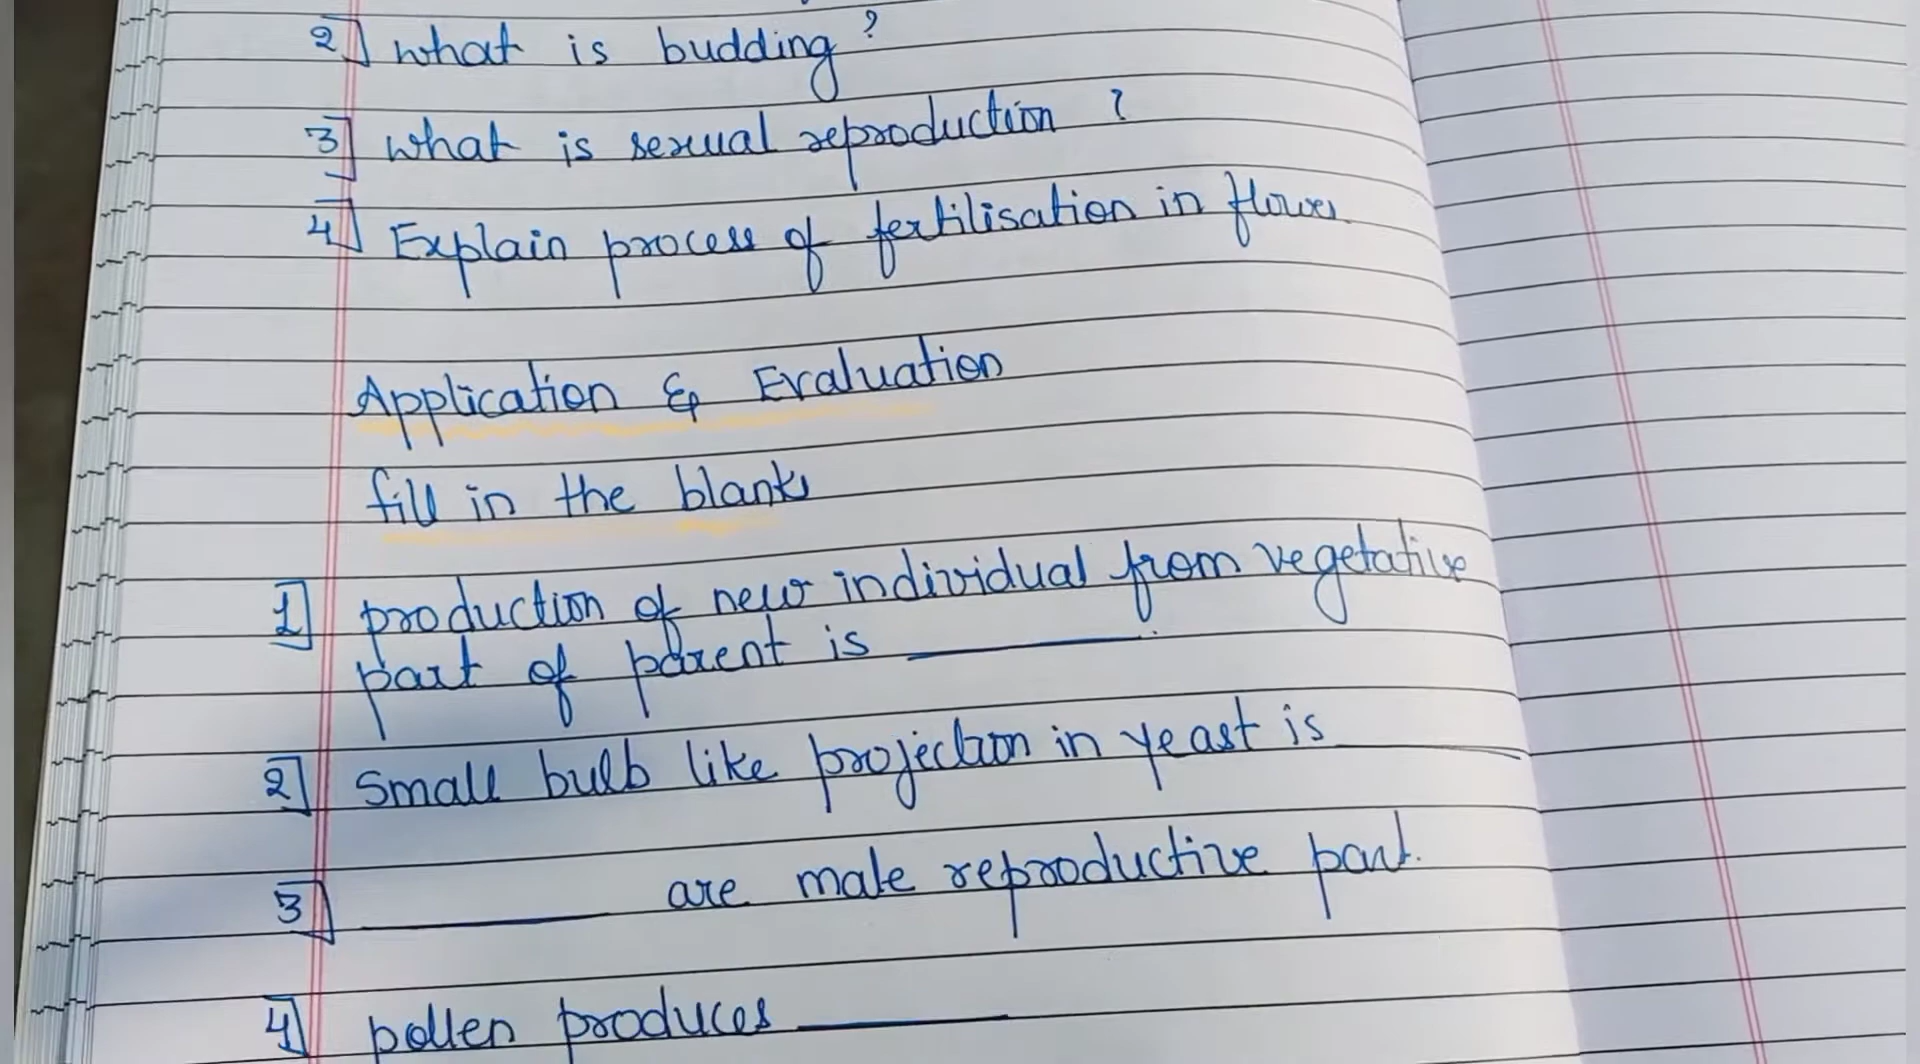 2] what is budding ?
3] what is sexual reproduction ?
4] Explain process of fertilisation in flower.
Application & Evaluation
fill in the blanks
1] production of new individual from vegetative
part of parent is ________.
2] Small bulb like projection in yeast is ________
3] ________ are male reproductive part.
4] pollen produces ________